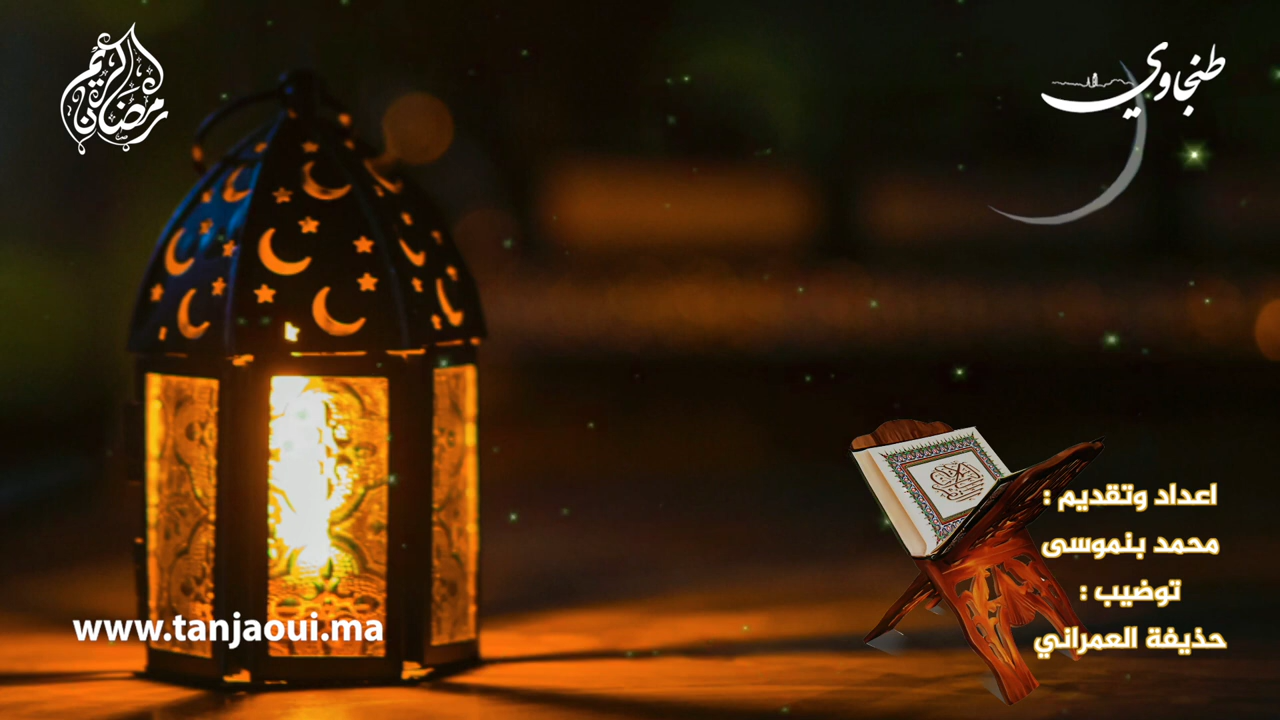 رمضان كريم
طنجاوي
اعداد وتقديم :
محمد بنموسى
توضيب :
حذيفة العمراني
www.tanjaoui.ma